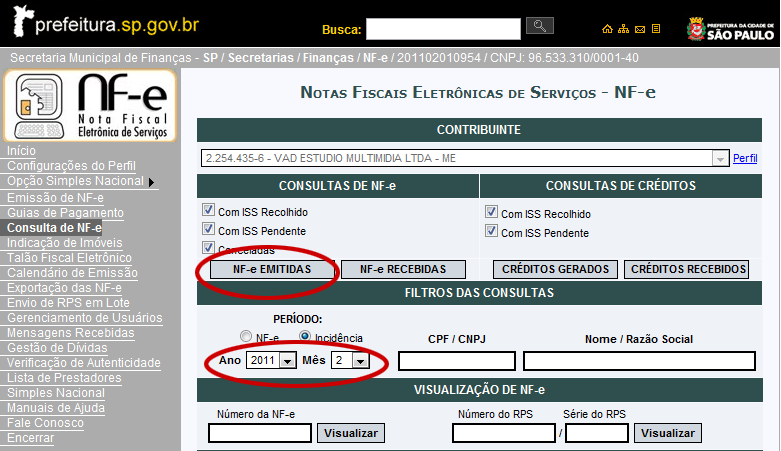 prefeitura.sp.gov.br
Busca:
PREFEITURA DA CIDADE DE
SÃO PAULO
Secretaria Municipal de Finanças - SP / Secretarias / Finanças / NF-e / 201102010954 / CNPJ: 96.533.310/0001-40
NF-e
Nota Fiscal
Eletrônica de Serviços
Início
Configurações do Perfil
Opção Simples Nacional
Emissão de NF-e
Guias de Pagamento
Consulta de NF-e
Indicação de Imóveis
Talão Fiscal Eletrônico
Calendário de Emissão
Exportação das NF-e
Envio de RPS em Lote
Gerenciamento de Usuários
Mensagens Recebidas
Gestão de Dívidas
Verificação de Autenticidade
Lista de Prestadores
Simples Nacional
Manuais de Ajuda
Fale Conosco
Encerrar
NOTAS FISCAIS ELETRÔNICAS DE SERVIÇOS - NF-e
CONTRIBUINTE
2.254.435-6 - VAD ESTUDIO MULTIMIDIA LTDA - ME Perfil
CONSULTAS DE NF-e CONSULTAS DE CRÉDITOS
Com ISS Recolhido Com ISS Recolhido
Com ISS Pendente Com ISS Pendente
Canceladas
NF-e EMITIDAS NF-e RECEBIDAS CRÉDITOS GERADOS CRÉDITOS RECEBIDOS
FILTROS DAS CONSULTAS
PERÍODO:
NF-e Incidência CPF / CNPJ Nome / Razão Social
Ano 2011 Mês 2
VISUALIZAÇÃO DE NF-e
Número da NF-e Número do RPS Série do RPS
Visualizar / Visualizar